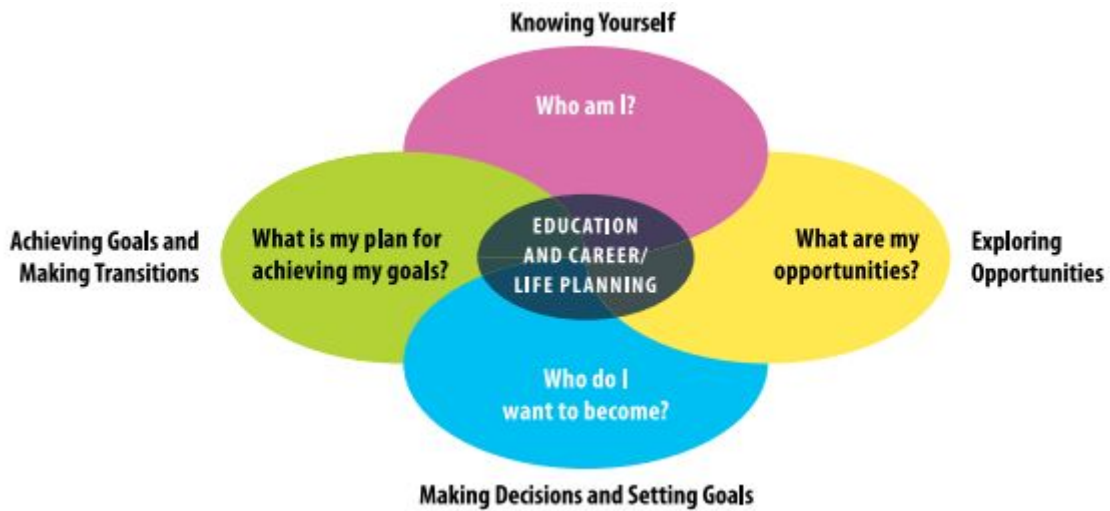 Knowing Yourself
Who am I?
Achieving Goals and
Making Transitions
What is my plan for
achieving my goals?
EDUCATION
AND CAREER/
LIFE PLANNING
What are my
opportunities?
Exploring
Opportunities
Who do I
want to become?
Making Decisions and Setting Goals